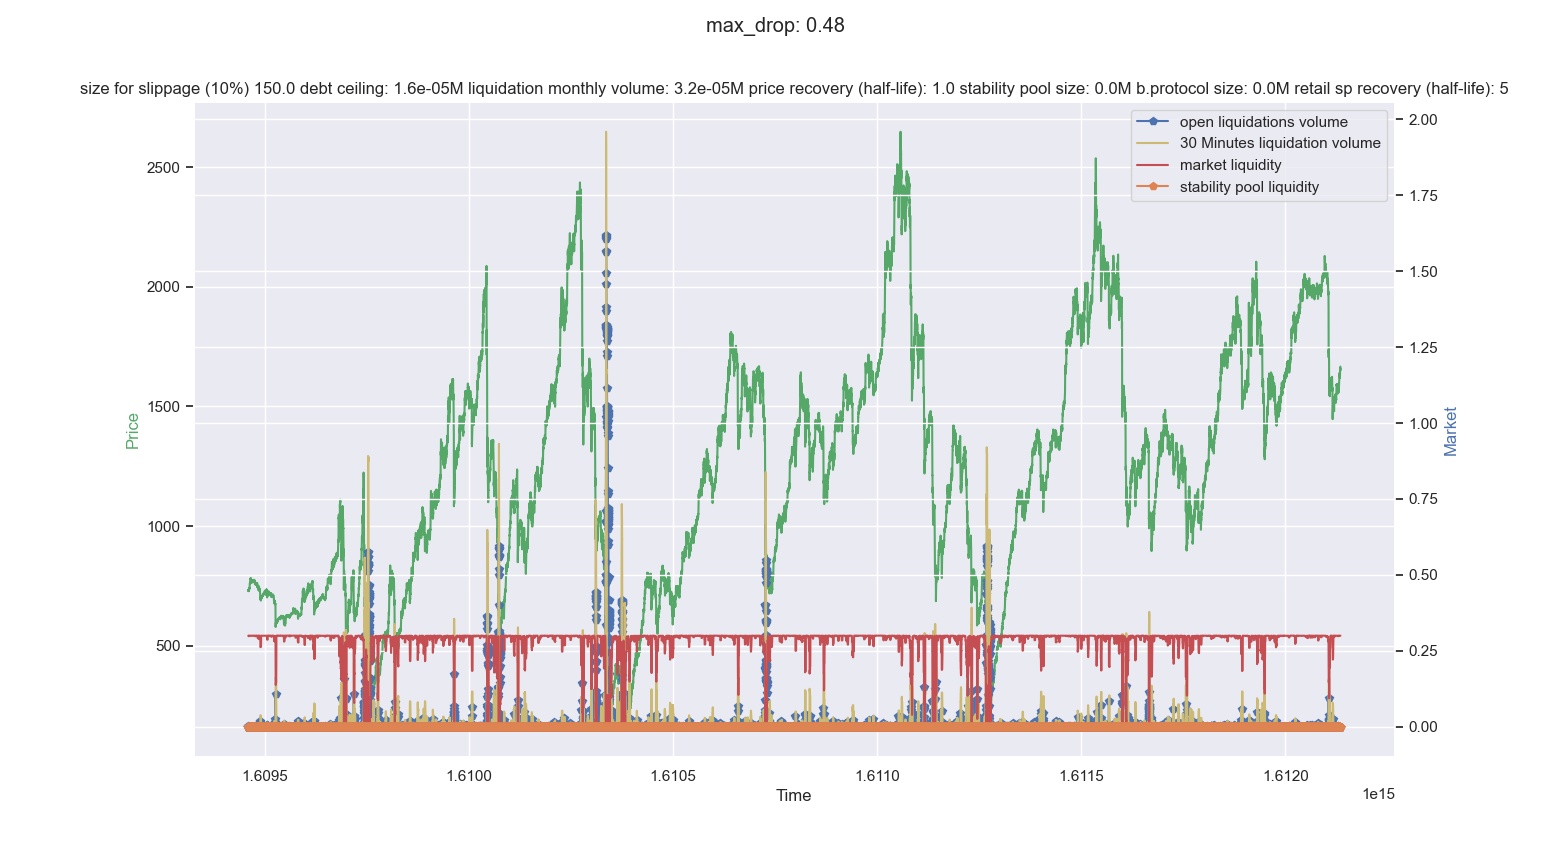 max_drop: 0.48
size for slippage (10%) 150.0 debt ceiling: 1.6e-05M liquidation monthly volume: 3.2e-05M price recovery (half-life): 1.0 stability pool size: 0.0M b.protocol size: 0.0M retail sp recovery (half-life): 5
open liquidations volume
30 Minutes liquidation volume
market liquidity
stability pool liquidity
2500
2000
1500
1000
500
Price
2.00
1.75
1.50
1.25
1.00
0.75
0.50
0.25
0.00
Market
1.6095 1.6100 1.6105 1.6110 1.6115 1.6120
1e15
Time